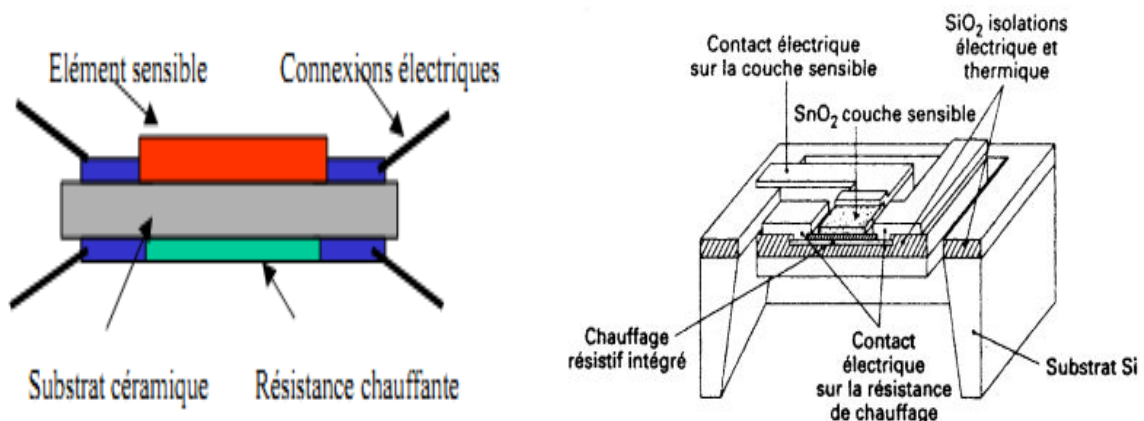 Elément sensible
Connexions électriques
Substrat céramique
Résistance chauffante
Contact électrique
sur la couche sensible
SiO2 isolations
électrique et
thermique
SnO2 couche sensible
Chauffage
résistif intégré
Contact
électrique
sur la résistance
de chauffage
Substrat Si